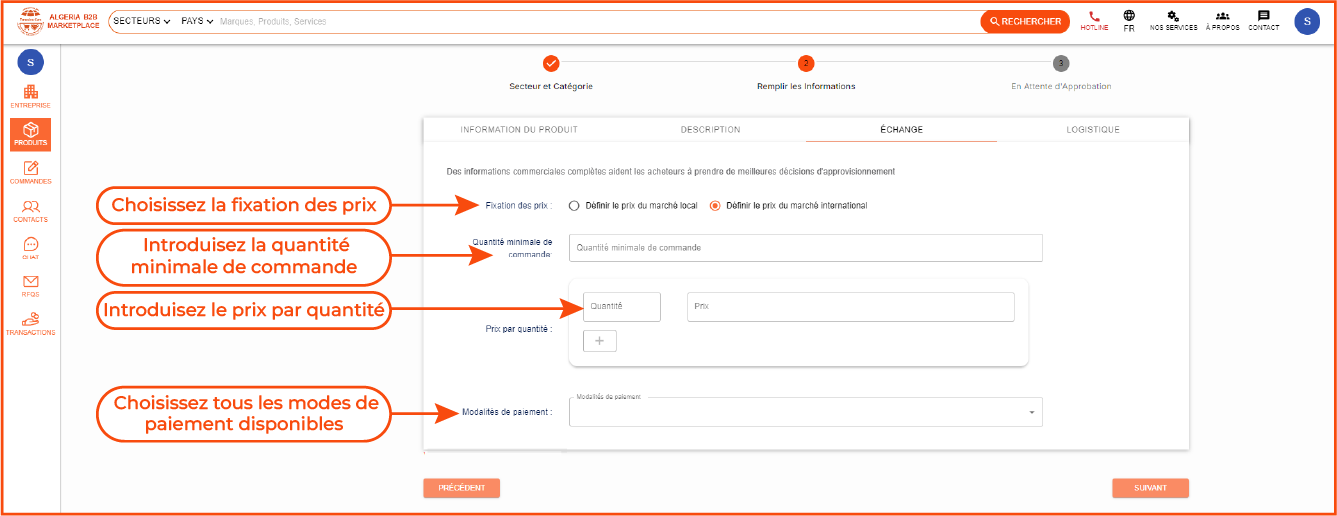 ALGERIA B2B
MARKETPLACE
SECTEURS
PAYS
Marques, Produits, Services
RECHERCHER
HOTLINE
FR
NOS SERVICES
À PROPOS
CONTACT
S
S
ENTREPRISE
PRODUITS
COMMANDES
CONTACTS
CHAT
RFQS
TRANSACTIONS
2
3
Secteur et Catégorie
Remplir les Informations
En Attente d'Approbation
INFORMATION DU PRODUIT
DESCRIPTION
ÉCHANGE
LOGISTIQUE
Des informations commerciales complètes aident les acheteurs à prendre de meilleures décisions d'approvisionnement
Choisissez la fixation des prix
Fixation des prix :
Définir le prix du marché local
Définir le prix du marché international
Introduisez la quantité
minimale de commande
Quantité minimale de
commande:
Quantité minimale de commande
Introduisez le prix par quantité
Prix par quantité :
Quantité
Prix
+
Choisissez tous les modes de
paiement disponibles
Modalités de paiement :
Modalités de paiement
PRÉCÉDENT
SUIVANT